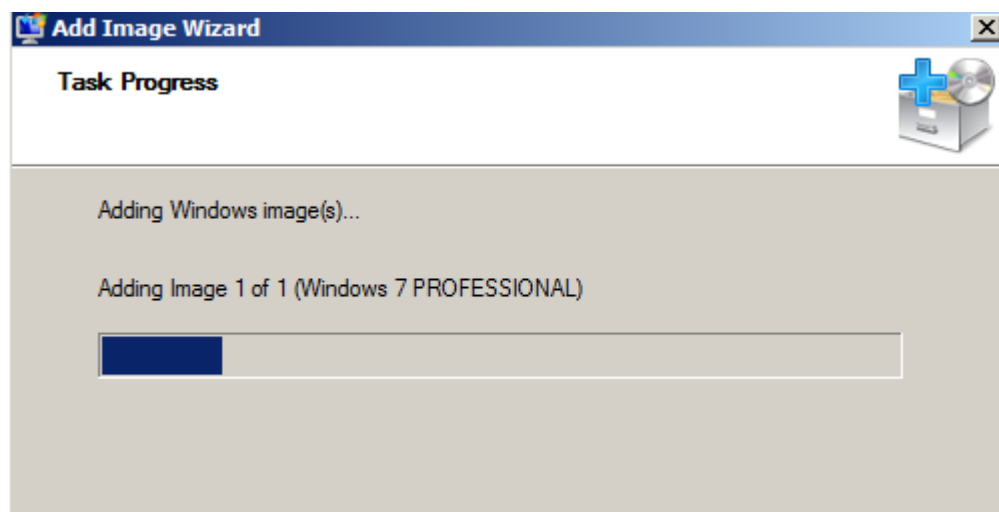 Add Image Wizard
Task Progress
Adding Windows image(s)...
Adding Image 1 of 1 (Windows 7 PROFESSIONAL)